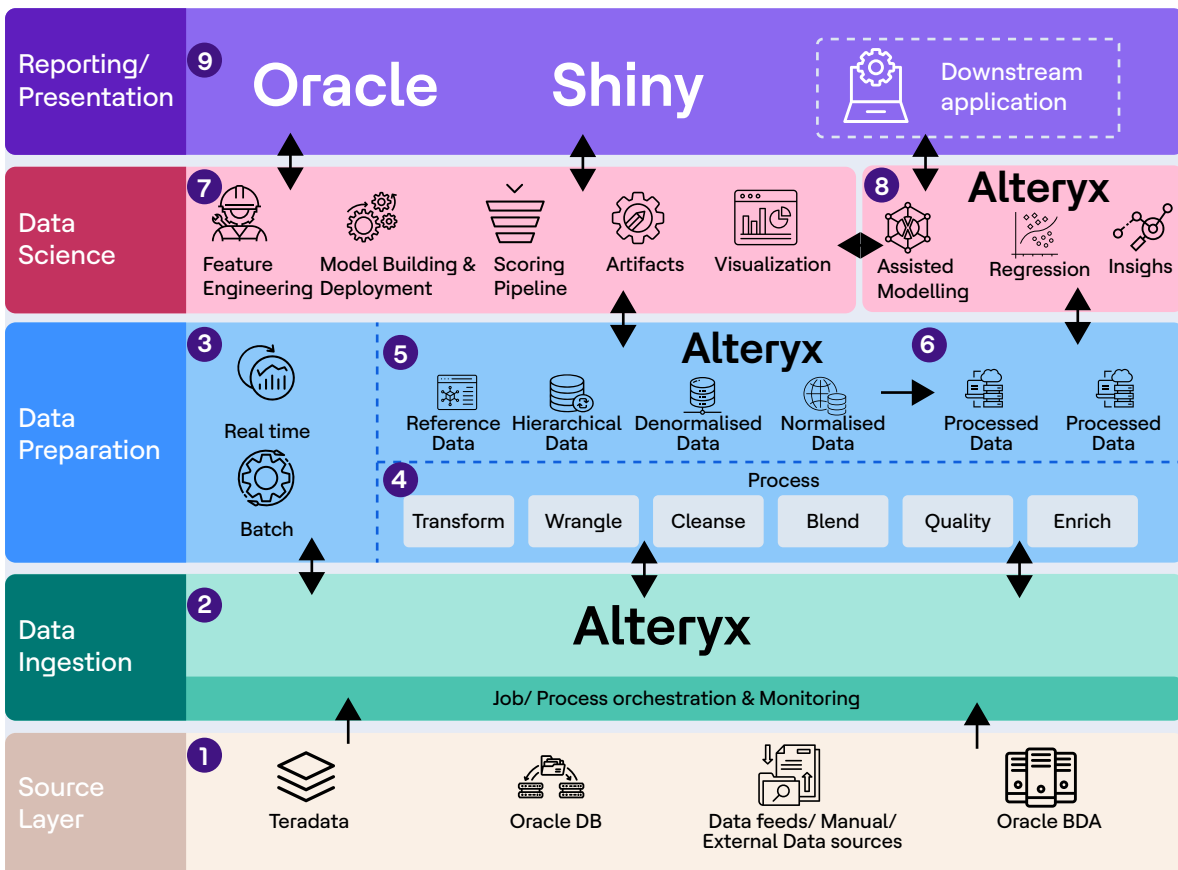 Reporting/
Presentation
9
Oracle
Shiny
Downstream
application
Data
Science
7
Feature
Engineering
Model Building &
Deployment
Scoring
Pipeline
Artifacts
Visualization
8
Alteryx
Assisted
Modelling
Regression
Insighs
Data
Preparation
3
Real time
Batch
5
Alteryx
6
Reference
Data
Hierarchical
Data
Denormalised
Data
Normalised
Data
Processed
Data
Processed
Data
4
Process
Transform
Wrangle
Cleanse
Blend
Quality
Enrich
Data
Ingestion
2
Alteryx
Job/ Process orchestration & Monitoring
Source
Layer
1
Teradata
Oracle DB
Data feeds/ Manual/
External Data sources
Oracle BDA